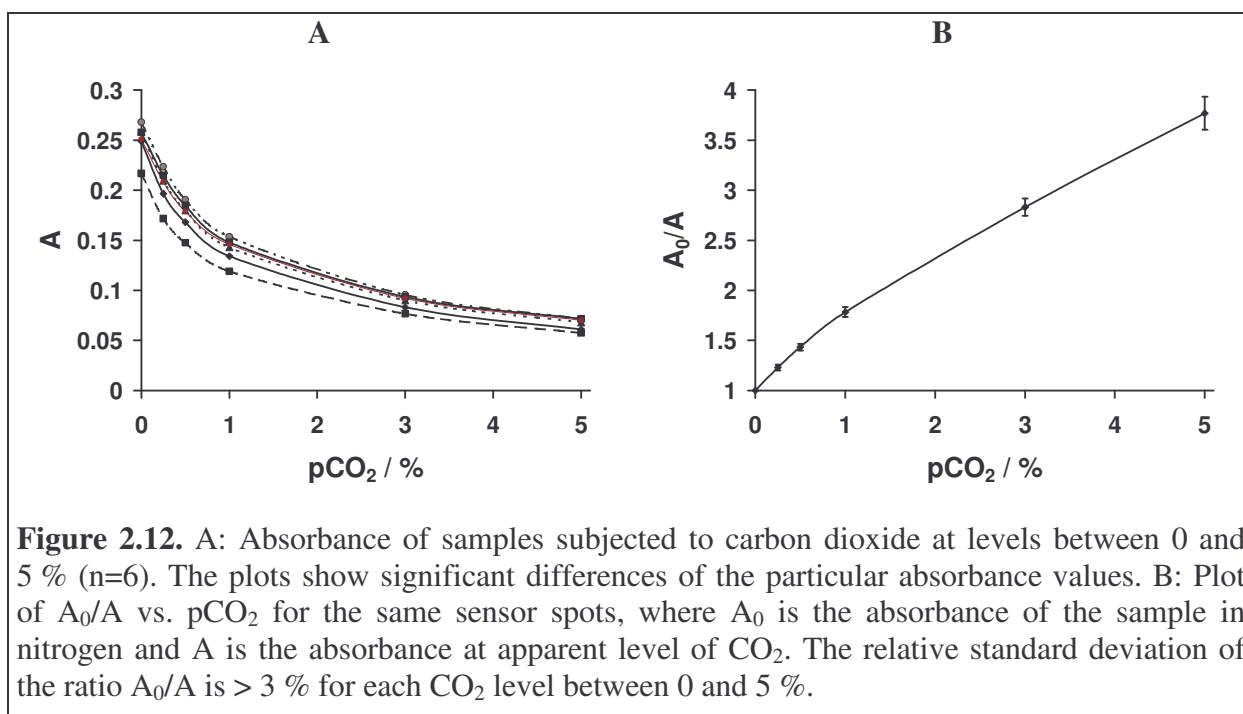 A
B
0.3
0.25
0.2
0.15
0.1
0.05
0
A
0 1 2 3 4 5
pCO₂ / %
4
3.5
3
2.5
2
1.5
1
A₀/A
0 1 2 3 4 5
pCO₂ / %
Figure 2.12. A: Absorbance of samples subjected to carbon dioxide at levels between 0 and
5 % (n=6). The plots show significant differences of the particular absorbance values. B: Plot
of A₀/A vs. pCO₂ for the same sensor spots, where A₀ is the absorbance of the sample in
nitrogen and A is the absorbance at apparent level of CO₂. The relative standard deviation of
the ratio A₀/A is > 3 % for each CO₂ level between 0 and 5 %.